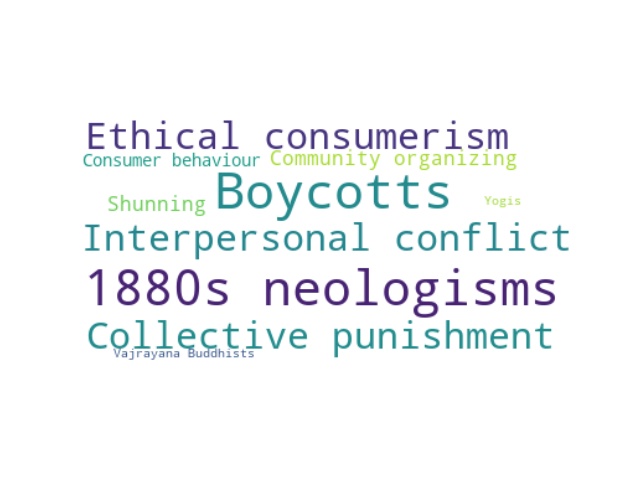 Ethical consumerism
Consumer behaviour Community organizing
Shunning Boycotts Yogis
Interpersonal conflict
1880s neologisms
Collective punishment
Vajrayana Buddhists